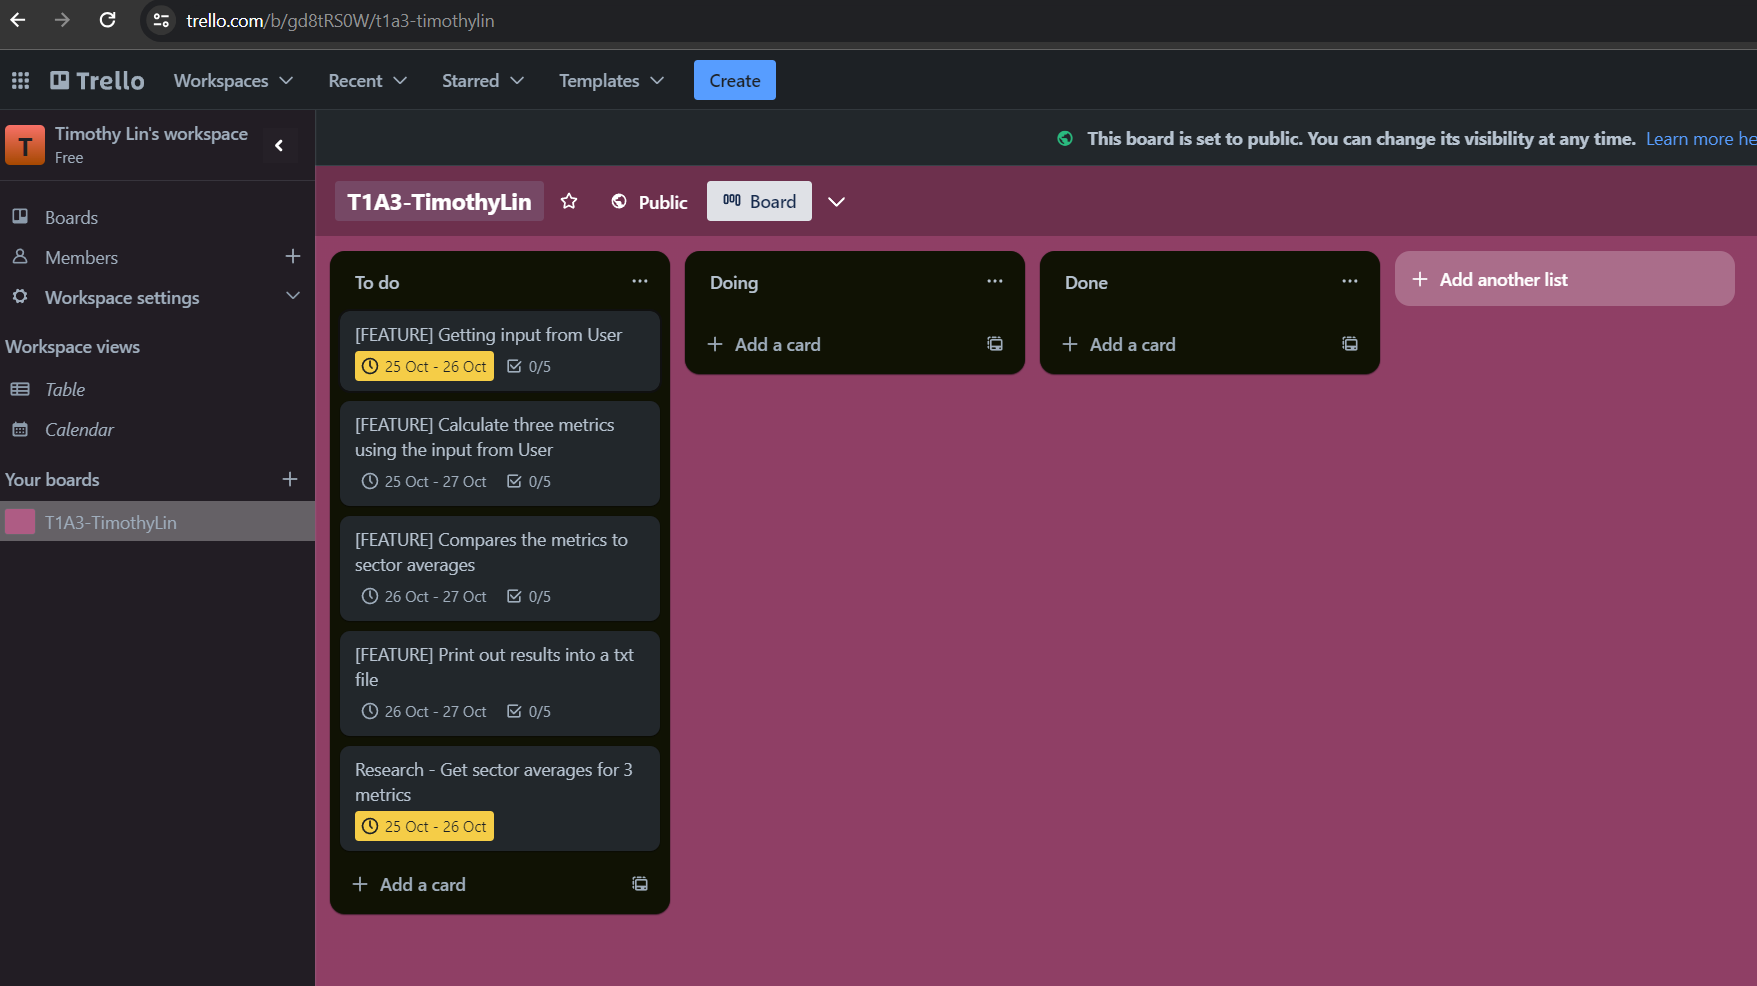 trello.com/b/gd8tRS0W/t1a3-timothylin
Trello Workspaces Recent Starred Templates Create
T Timothy Lin's workspace
Free
This board is set to public. You can change its visibility at any time. Learn more he
T1A3-TimothyLin Public Board
Boards
Members
Workspace settings
Workspace views
Table
Calendar
Your boards
T1A3-TimothyLin
To do
[FEATURE] Getting input from User
25 Oct - 26 Oct 0/5
[FEATURE] Calculate three metrics
using the input from User
25 Oct - 27 Oct 0/5
[FEATURE] Compares the metrics to
sector averages
26 Oct - 27 Oct 0/5
[FEATURE] Print out results into a txt
file
26 Oct - 27 Oct 0/5
Research - Get sector averages for 3
metrics
25 Oct - 26 Oct
+ Add a card
Doing
+ Add a card
Done
+ Add a card
+ Add another list